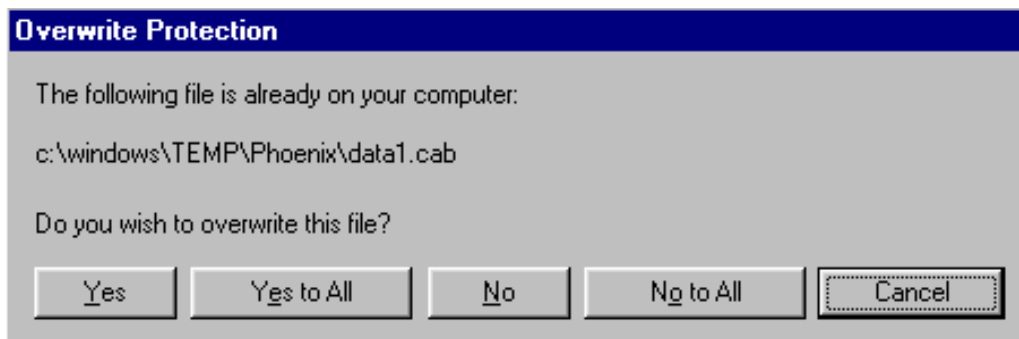 Overwrite Protection
The following file is already on your computer:
c:\windows\TEMP\Phoenix\data1.cab
Do you wish to overwrite this file?
Yes Yes to All No No to All Cancel